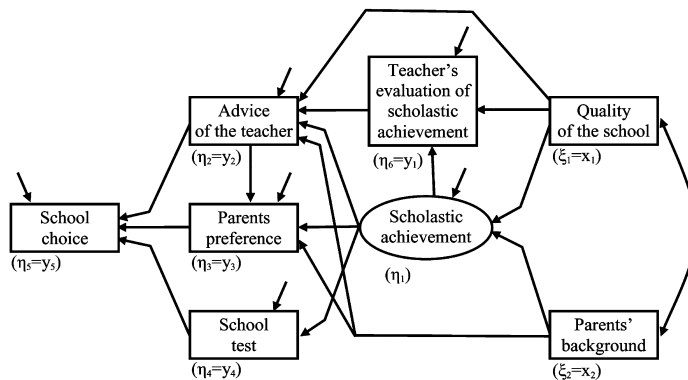 Teacher's
evaluation of
scholastic
achievement
(η6=y1)
Advice
of the teacher
(η2=y2)
Quality
of the school
(ξ1=x1)
School
choice
(η5=y5)
Parents
preference
(η3=y3)
Scholastic
achievement
(η1)
School
test
(η4=y4)
Parents'
background
(ξ2=x2)